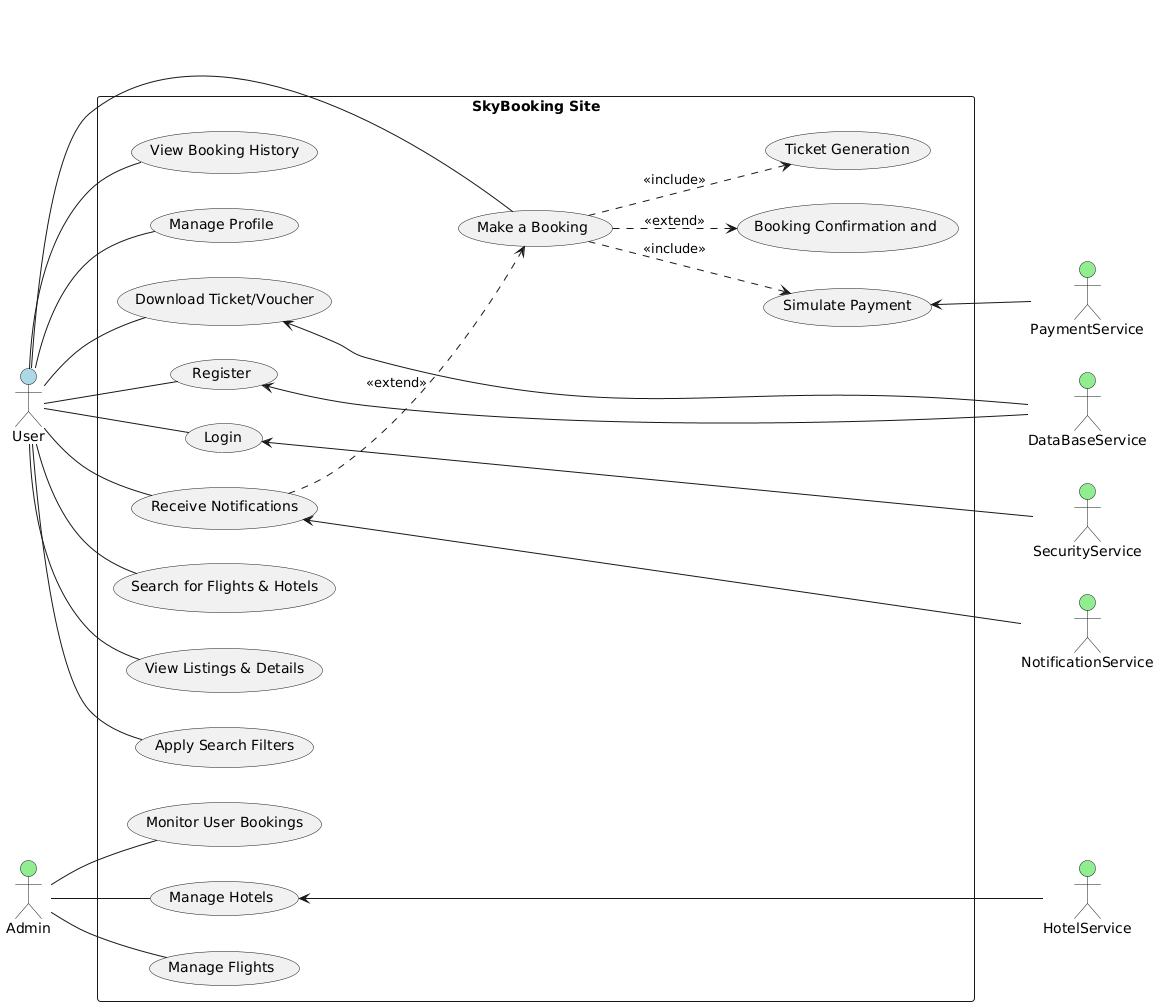 SkyBooking Site
View Booking History
Ticket Generation
«include»
Manage Profile
Make a Booking
«extend»
Booking Confirmation and
«include»
Download Ticket/Voucher
Simulate Payment
PaymentService
Register
«extend»
User
Login
DataBaseService
Receive Notifications
SecurityService
Search for Flights & Hotels
View Listings & Details
NotificationService
Apply Search Filters
Monitor User Bookings
Manage Hotels
Admin
HotelService
Manage Flights